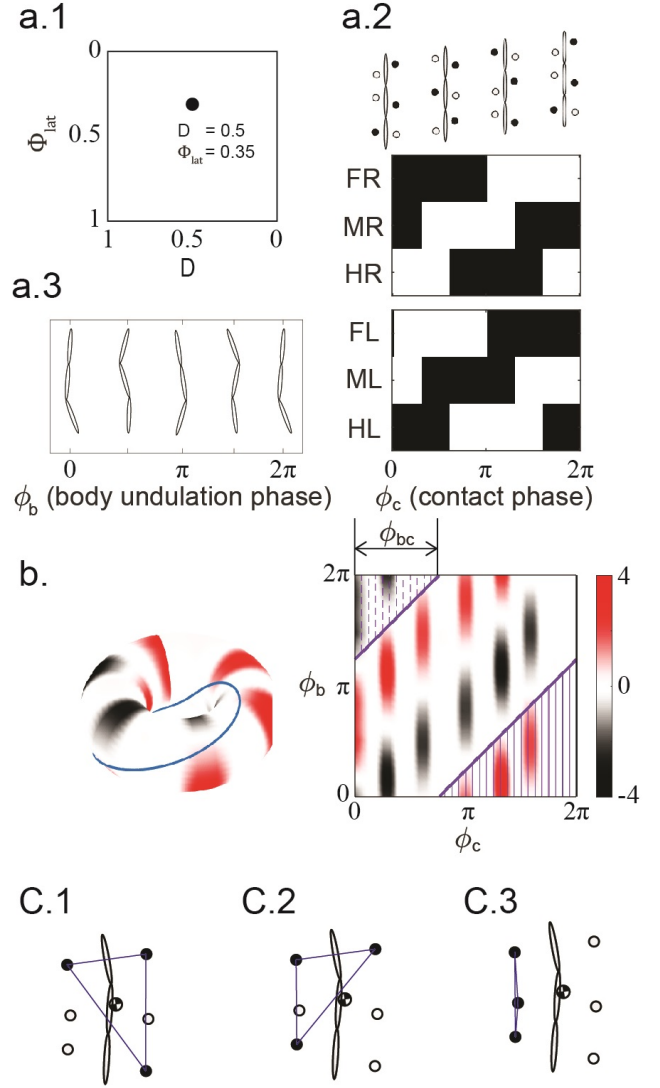 a.1
0
0.5
1
Φlat
D = 0.5
Φlat = 0.35
1
0.5
0
D
a.2
FR
MR
HR
FL
ML
HL
0
π
2π
ϕc (contact phase)
a.3
0
π
2π
ϕb (body undulation phase)
b.
ϕbc
2π
π
0
ϕb
0
π
2π
ϕc
4
0
-4
C.1
C.2
C.3